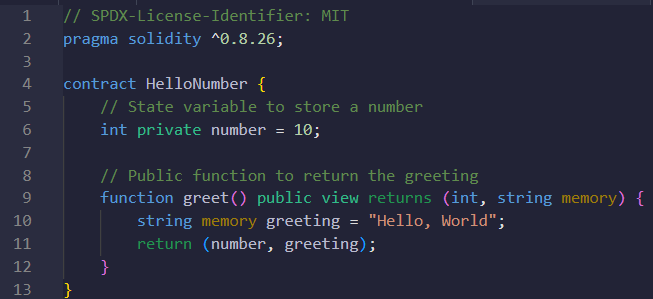 1 // SPDX-License-Identifier: MIT
2 pragma solidity ^0.8.26;
3
4 contract HelloNumber {
5     // State variable to store a number
6     int private number = 10;
7
8     // Public function to return the greeting
9     function greet() public view returns (int, string memory) {
10         string memory greeting = "Hello, World";
11         return (number, greeting);
12     }
13 }